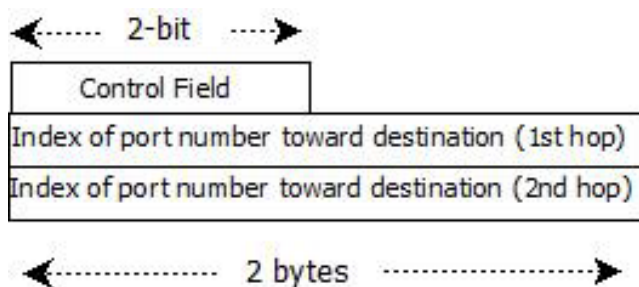 2-bit
Control Field
Index of port number toward destination (1st hop)
Index of port number toward destination (2nd hop)
2 bytes